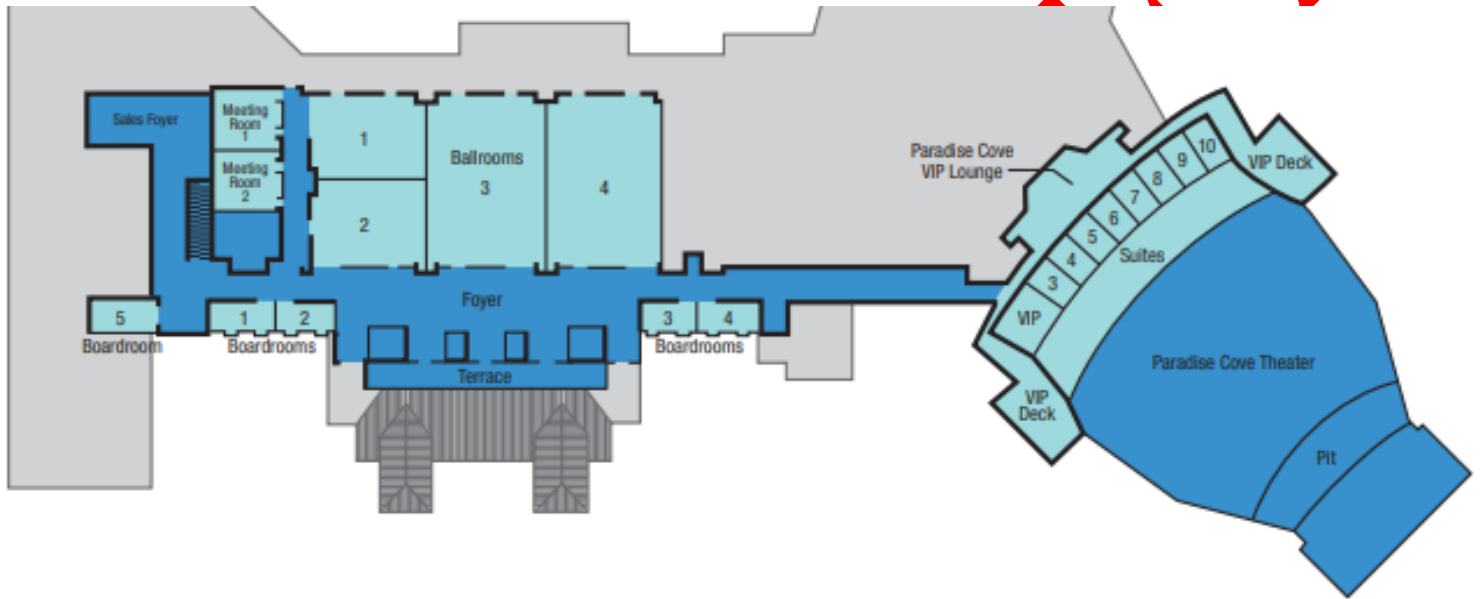 Sales Foyer
Meeting
Room
1
Meeting
Room
2
1
2
Ballrooms
3
4
Foyer
Terrace
5
Boardroom
1
2
Boardrooms
3
4
Boardrooms
Paradise Cove
VIP Lounge
VIP Deck
10
9
8
7
6
5
4
3
VIP
Suites
VIP
Deck
Paradise Cove Theater
Pit